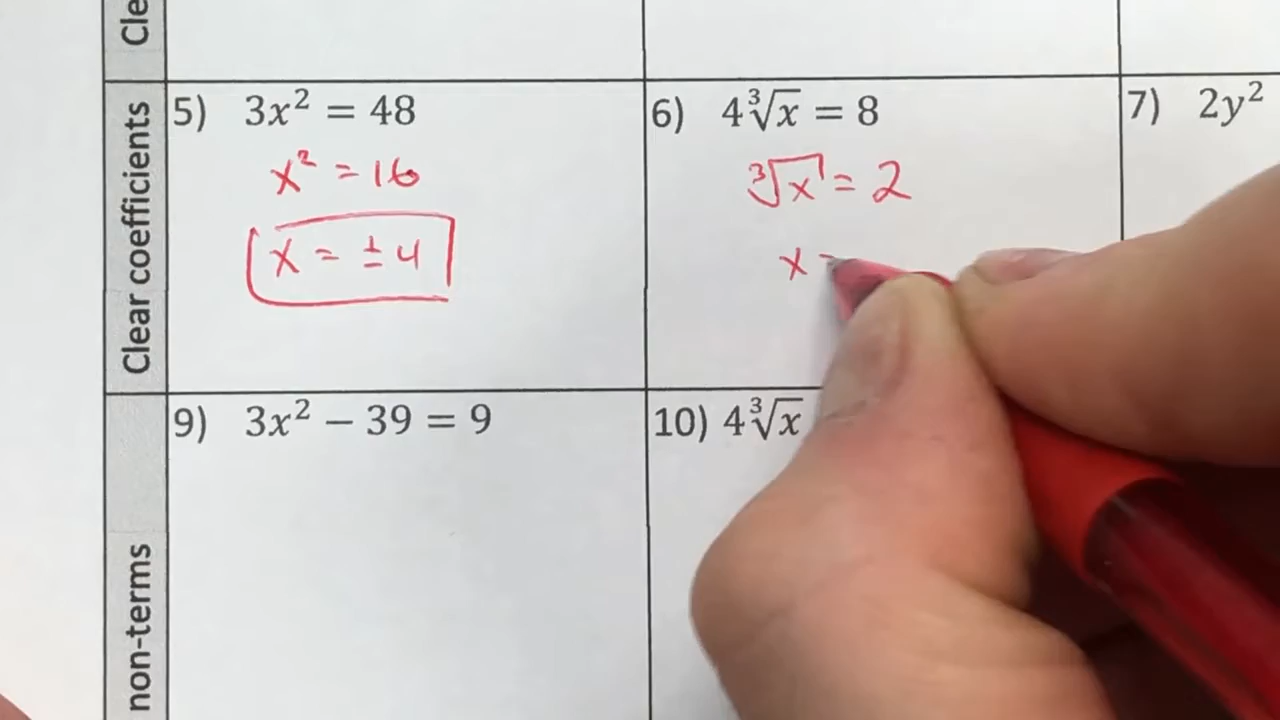 Cle
Clear coefficients
5) 3x² = 48
x² = 16
x = ± 4
6) 4∛x = 8
∛x = 2
x =
7) 2y²
non-terms
9) 3x² − 39 = 9
10) 4∛x